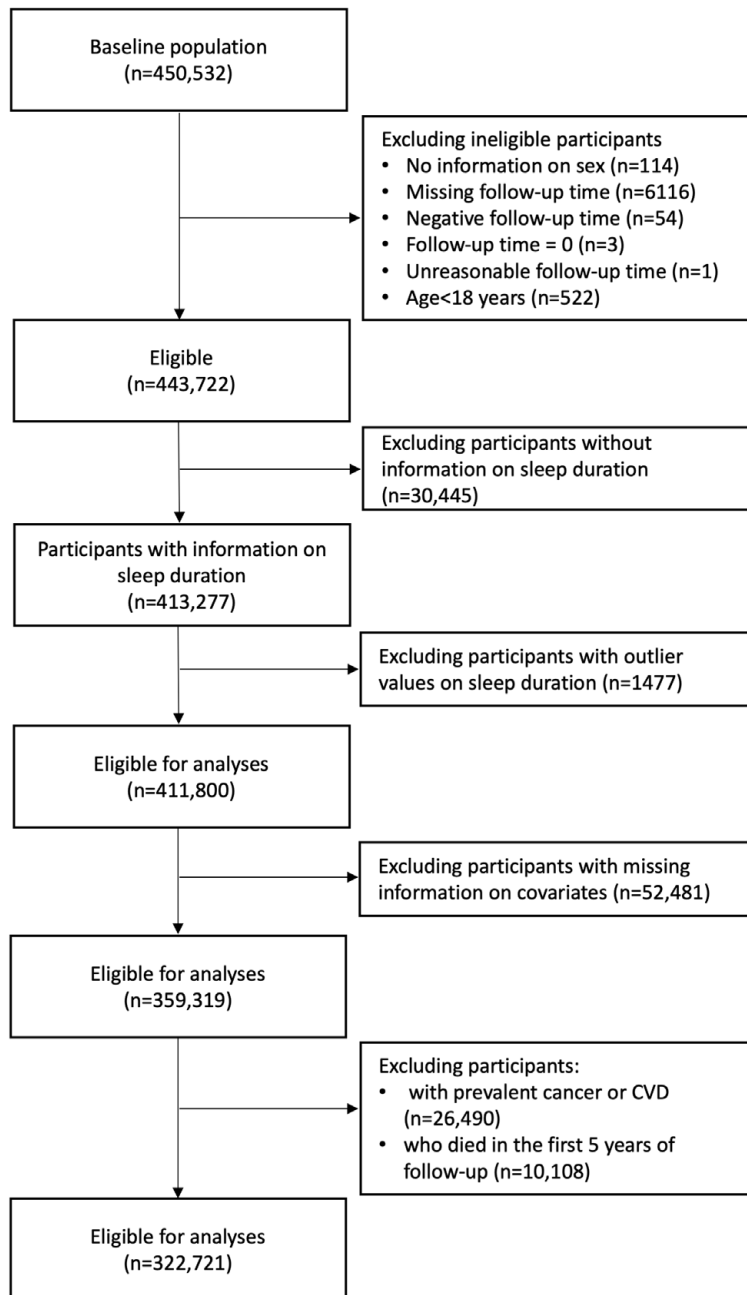 Baseline population
(n=450,532)
Excluding ineligible participants
• No information on sex (n=114)
• Missing follow-up time (n=6116)
• Negative follow-up time (n=54)
• Follow-up time = 0 (n=3)
• Unreasonable follow-up time (n=1)
• Age<18 years (n=522)
Eligible
(n=443,722)
Excluding participants without
information on sleep duration
(n=30,445)
Participants with information on
sleep duration
(n=413,277)
Excluding participants with outlier
values on sleep duration (n=1477)
Eligible for analyses
(n=411,800)
Excluding participants with missing
information on covariates (n=52,481)
Eligible for analyses
(n=359,319)
Excluding participants:
• with prevalent cancer or CVD
(n=26,490)
• who died in the first 5 years of
follow-up (n=10,108)
Eligible for analyses
(n=322,721)